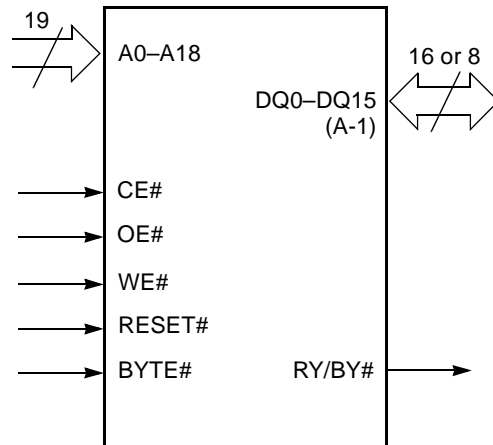 19
A0–A18
16 or 8
DQ0–DQ15
(A-1)
CE#
OE#
WE#
RESET#
BYTE#
RY/BY#